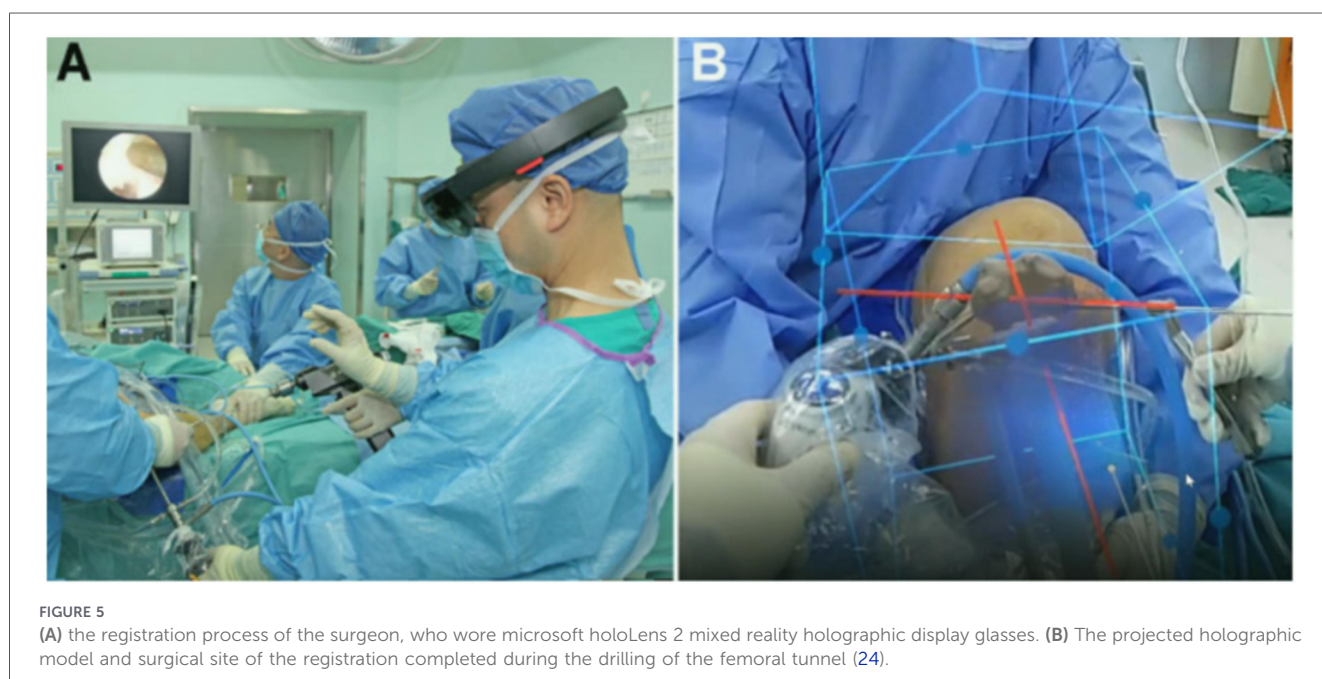 A
B
FIGURE 5
(A) the registration process of the surgeon, who wore microsoft holoLens 2 mixed reality holographic display glasses. (B) The projected holographic
model and surgical site of the registration completed during the drilling of the femoral tunnel (24).